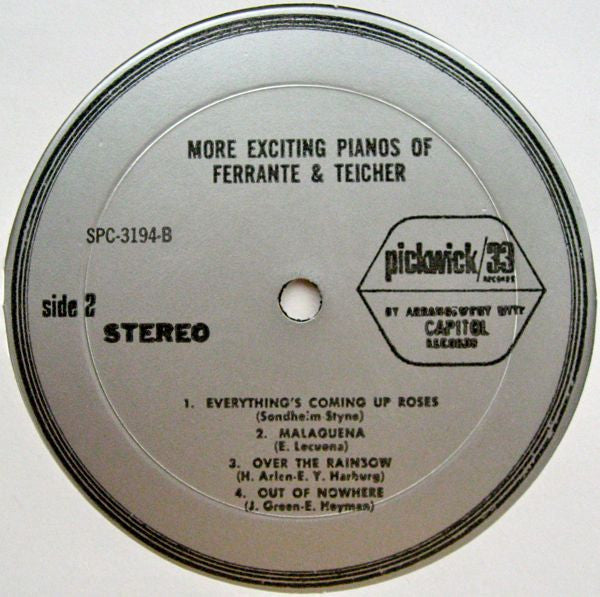 MORE EXCITING PIANOS OF
FERRANTE & TEICHER
SPC-3194-B
pickwick/33
RECORDS
BY ARRANGEMENT WITH
CAPITOL
RECORDS
side 2
STEREO
1. EVERYTHING'S COMING UP ROSES
(Sondheim Styne)
2. MALAGUENA
(E. Lecuona)
3. OVER THE RAINBOW
(H. Arlen-E. Y. Harburg)
4. OUT OF NOWHERE
(J. Green-E. Heyman)